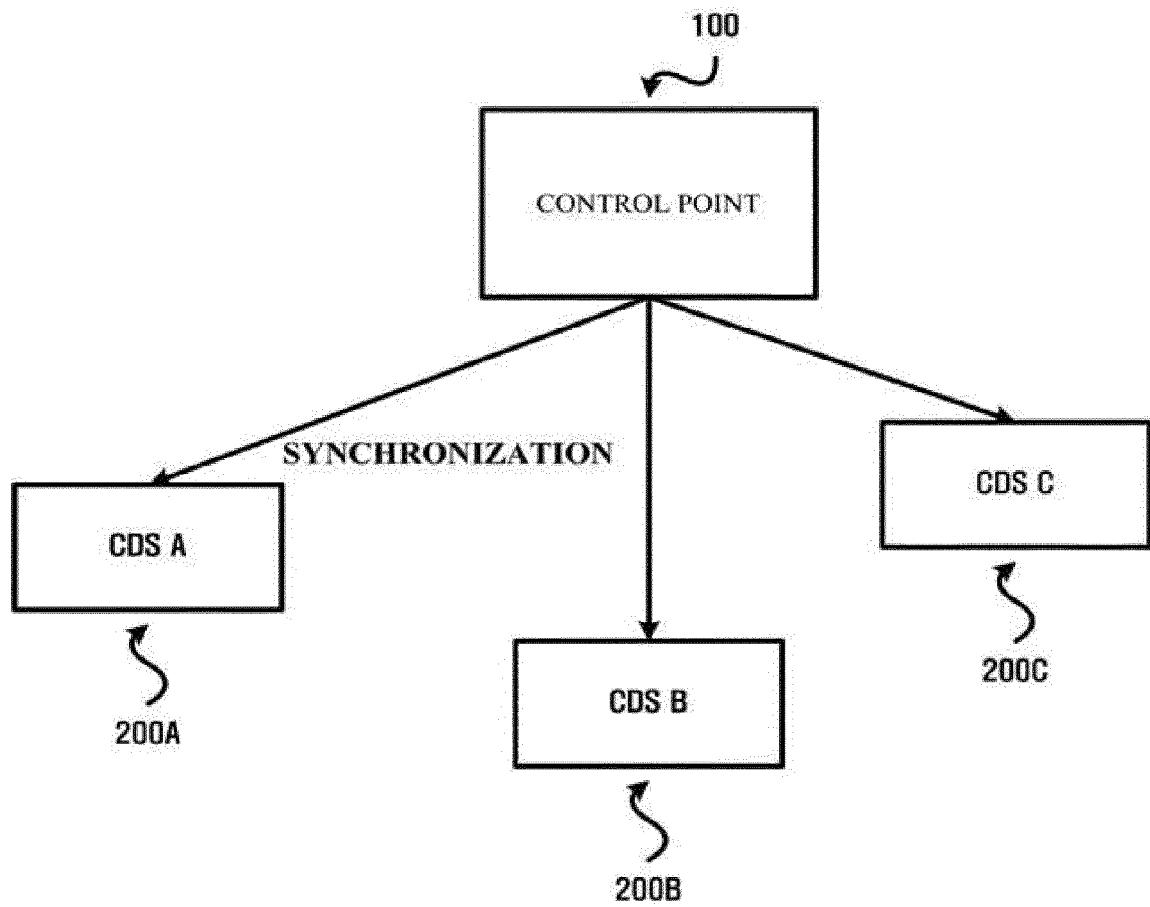 100
CONTROL POINT
SYNCHRONIZATION
CDS C
CDS A
200C
CDS B
200A
200B